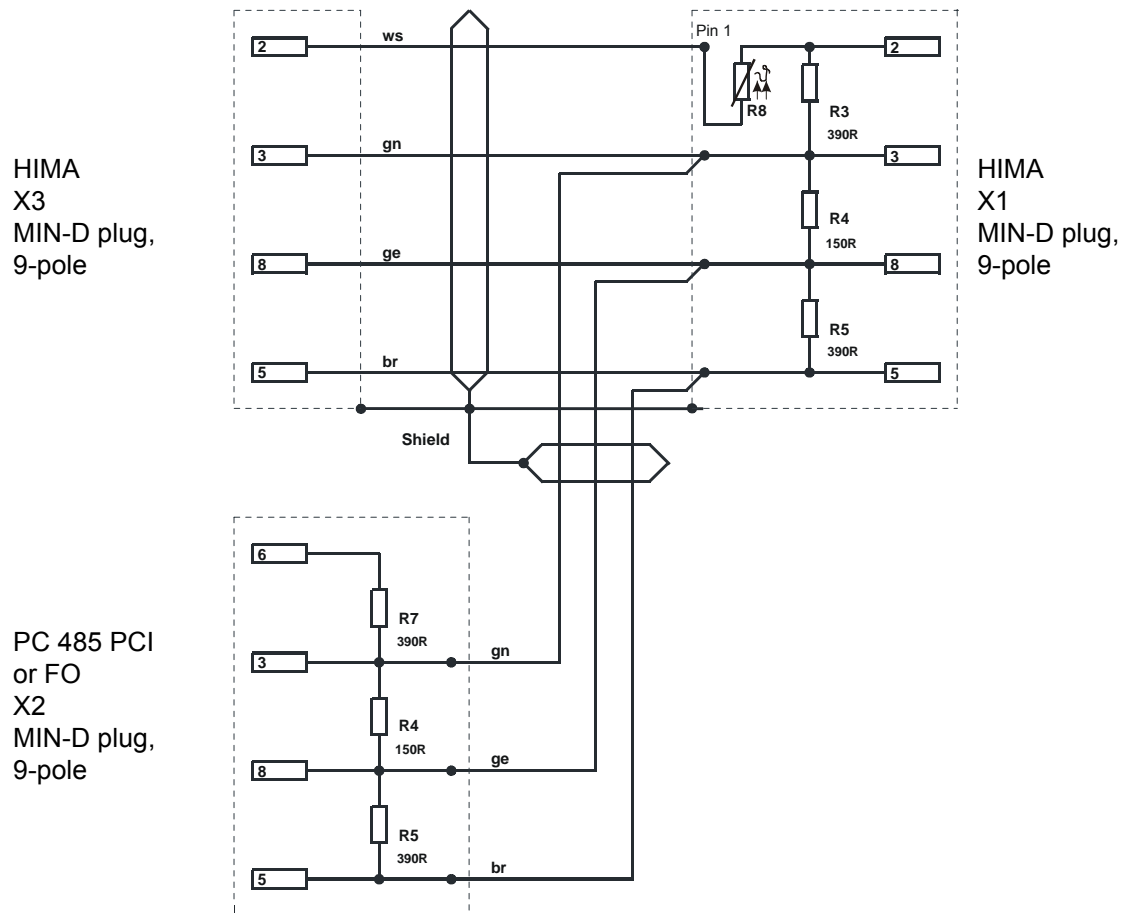 HIMA
X3
MIN-D plug,
9-pole
2
ws
3
gn
8
ge
5
br
Shield
Pin 1
R8
R3
390R
R4
150R
R5
390R
2
3
8
5
HIMA
X1
MIN-D plug,
9-pole
PC 485 PCI
or FO
X2
MIN-D plug,
9-pole
6
R7
390R
3
gn
R4
150R
8
ge
R5
390R
5
br